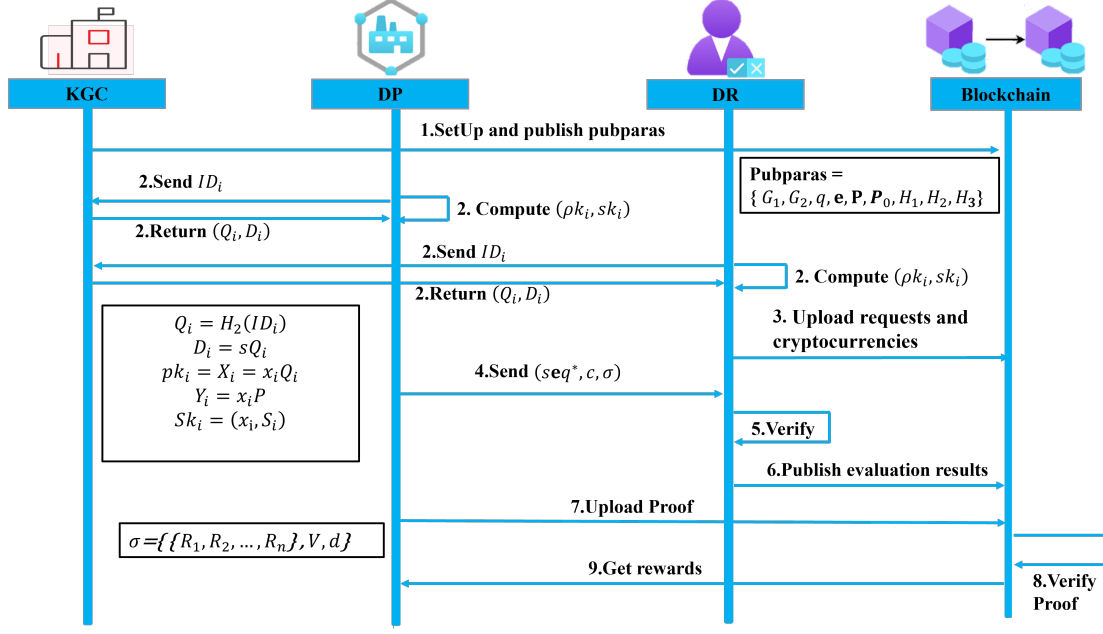 KGC
DP
DR
Blockchain
1.SetUp and publish pubparas
Pubparas =
{ G₁, G₂, q, e, P, P₀, H₁, H₂, H₃}
2.Send IDᵢ
2. Compute (ρkᵢ, skᵢ)
2.Return (Qᵢ, Dᵢ)
2.Send IDᵢ
2. Compute (ρkᵢ, skᵢ)
2.Return (Qᵢ, Dᵢ)
Qᵢ = H₂(IDᵢ)
Dᵢ = sQᵢ
pkᵢ = Xᵢ = xᵢQᵢ
Yᵢ = xᵢP
Skᵢ = (xᵢ, Sᵢ)
3. Upload requests and
cryptocurrencies
4.Send (seq*, c, σ)
5.Verify
6.Publish evaluation results
7.Upload Proof
σ={{R₁, R₂, ..., Rₙ},V, d}
9.Get rewards
8.Verify
Proof